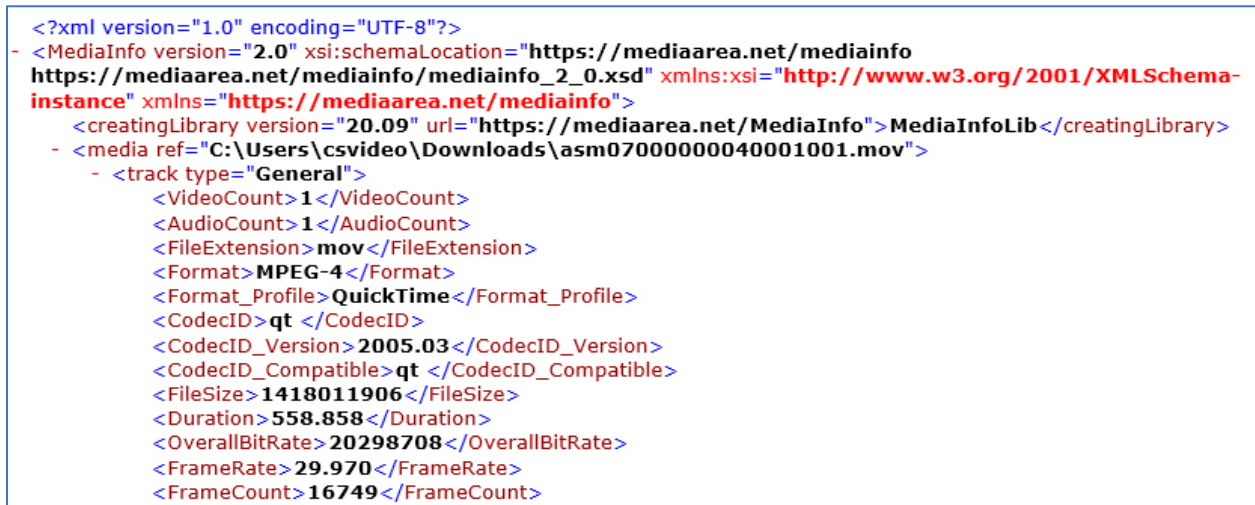 <?xml version="1.0" encoding="UTF-8"?>
- <MediaInfo version="2.0" xsi:schemaLocation="https://mediaarea.net/mediainfo
https://mediaarea.net/mediainfo/mediainfo_2_0.xsd" xmlns:xsi="http://www.w3.org/2001/XMLSchema-
instance" xmlns="https://mediaarea.net/mediainfo">
<creatingLibrary version="20.09" url="https://mediaarea.net/MediaInfo">MediaInfoLib</creatingLibrary>
- <media ref="C:\Users\csvideo\Downloads\asm07000000040001001.mov">
- <track type="General">
<VideoCount>1</VideoCount>
<AudioCount>1</AudioCount>
<FileExtension>mov</FileExtension>
<Format>MPEG-4</Format>
<Format_Profile>QuickTime</Format_Profile>
<CodecID>qt </CodecID>
<CodecID_Version>2005.03</CodecID_Version>
<CodecID_Compatible>qt </CodecID_Compatible>
<FileSize>1418011906</FileSize>
<Duration>558.858</Duration>
<OverallBitRate>20298708</OverallBitRate>
<FrameRate>29.970</FrameRate>
<FrameCount>16749</FrameCount>